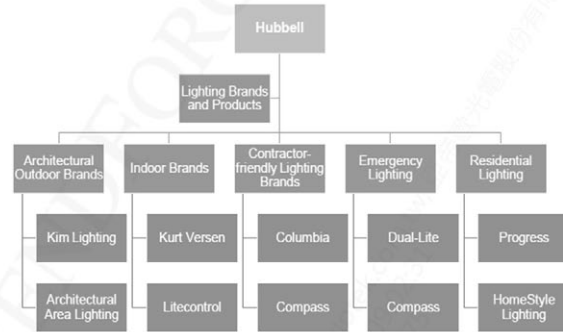 Hubbell
Lighting Brands
and Products
Architectural
Outdoor Brands
Indoor Brands
Contractor-
friendly Lighting
Brands
Emergency
Lighting
Residential
Lighting
Kim Lighting
Kurt Versen
Columbia
Dual-Lite
Progress
Architectural
Area Lighting
Litecontrol
Compass
Compass
HomeStyle
Lighting